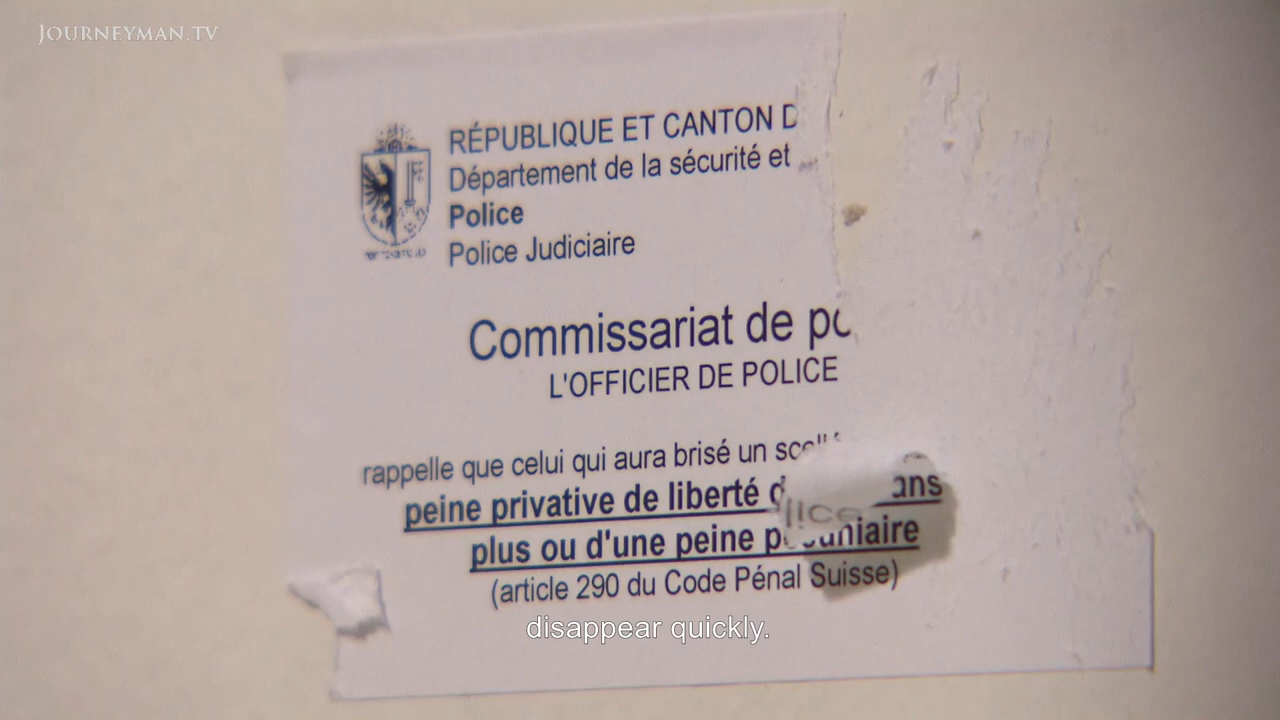 JOURNEYMAN.TV
RÉPUBLIQUE ET CANTON D
Département de la sécurité et
Police
Police Judiciaire
Commissariat de po
L'OFFICIER DE POLICE
rappelle que celui qui aura brisé un
peine privative de liberté ans
plus ou d'une peine
(article 290 du Code Pénal Suisse)
disappear quickly.